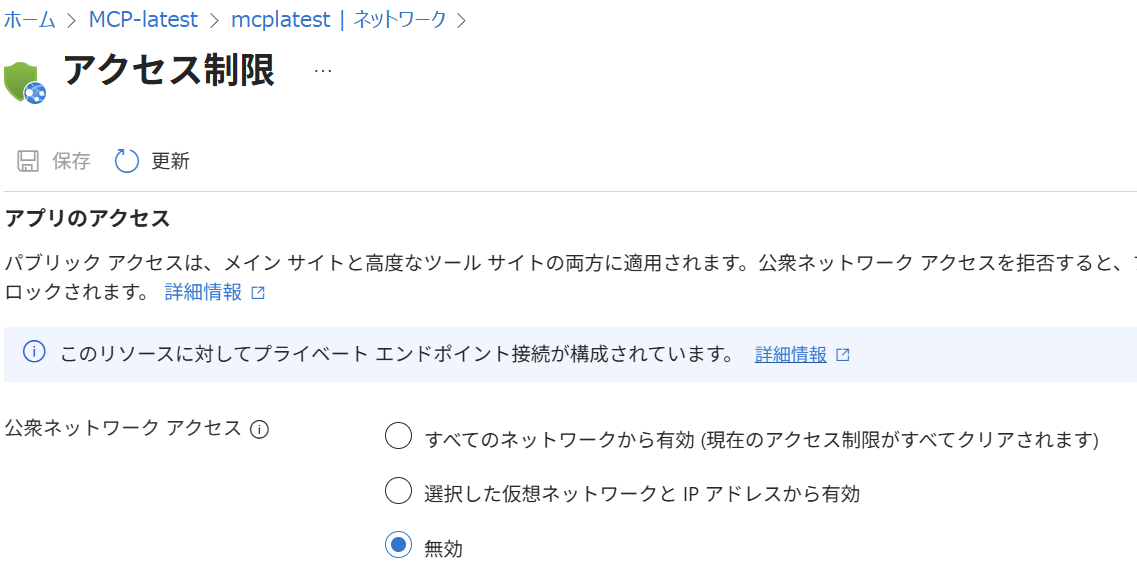 ホーム > MCP-latest > mcplatest | ネットワーク >
アクセス制限 ...
保存 更新
アプリのアクセス
パブリック アクセスは、メイン サイトと高度なツール サイトの両方に適用されます。公衆ネットワーク アクセスを拒否すると、
ロックされます。 詳細情報
このリソースに対してプライベート エンドポイント接続が構成されています。 詳細情報
公衆ネットワーク アクセス
すべてのネットワークから有効 (現在のアクセス制限がすべてクリアされます)
選択した仮想ネットワークと IP アドレスから有効
無効